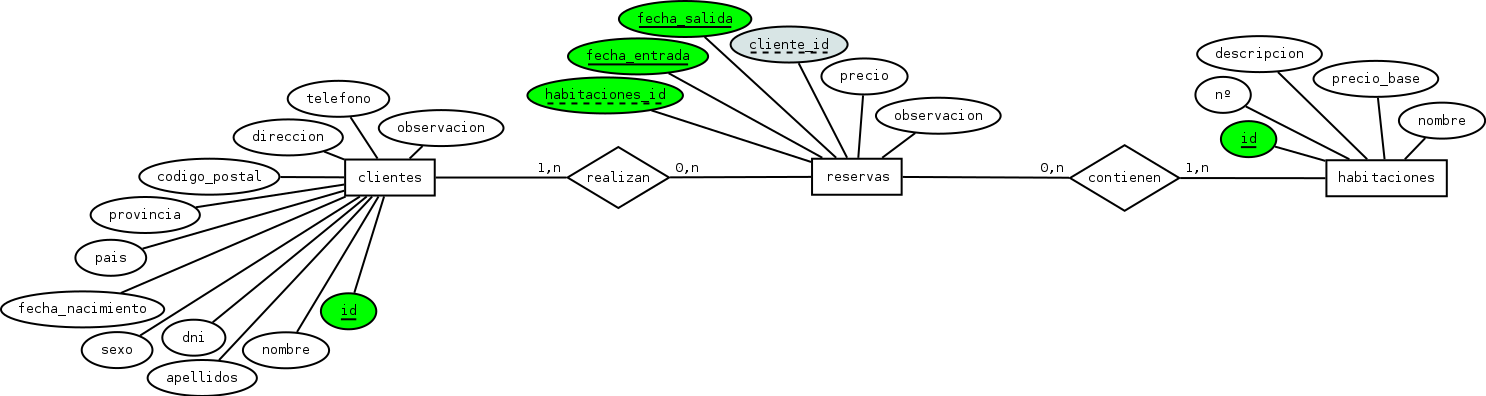 fecha_salida
cliente_id
fecha_entrada
descripcion
precio
precio_base
habitaciones_id
nº
telefono
observacion
nombre
observacion
direccion
id
1,n
0,n
0,n
1,n
codigo_postal
clientes
realizan
reservas
contienen
habitaciones
provincia
pais
fecha_nacimiento
id
dni
sexo
nombre
apellidos